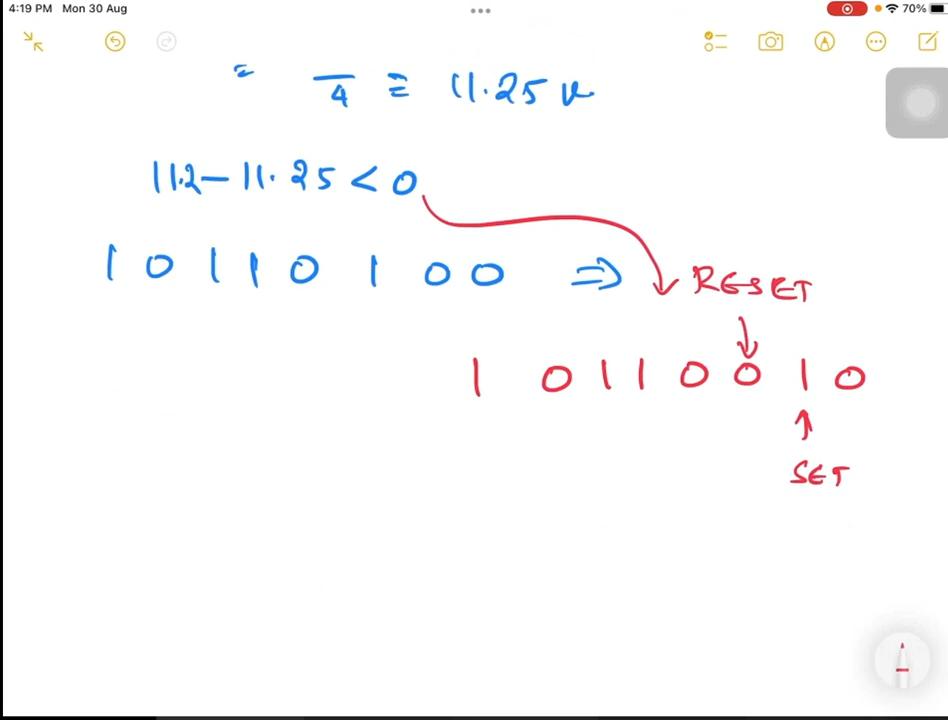 4:19 PM Mon 30 Aug
70%
= —/4 = 11.25 v
11.2 – 11.25 < 0
1 0 1 1 0 1 0 0 ⇒ RESET
1 0 1 1 0 0 1 0
SET